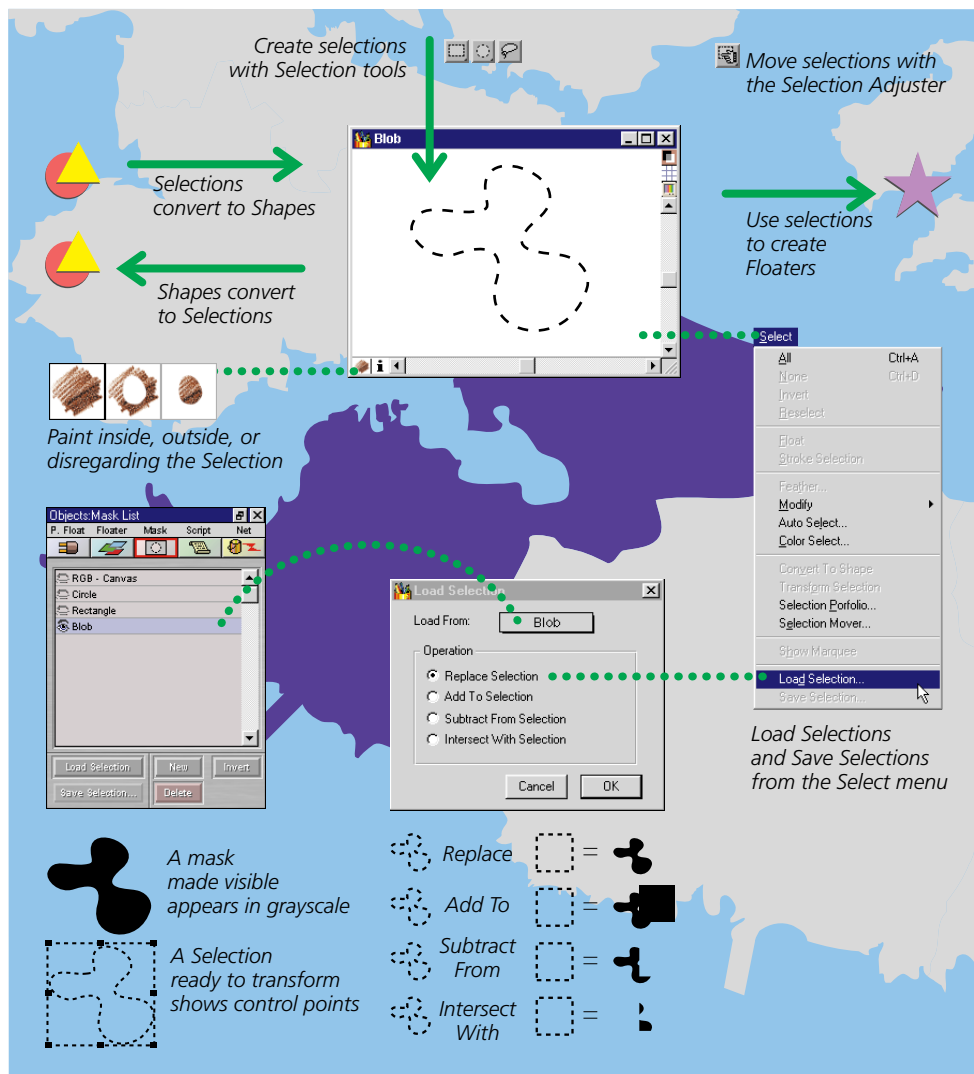 Create selections
with Selection tools
Move selections with
the Selection Adjuster
Blob
Selections
convert to Shapes
Use selections
to create
Floaters
Shapes convert
to Selections
Paint inside, outside, or
disregarding the Selection
Select
All Ctrl+A
None Ctrl+D
Invert
Reselect
Float
Stroke Selection
Feather...
Modify
Auto Select...
Color Select...
Convert To Shape
Transform Selection
Selection Porfolio...
Selection Mover...
Show Marquee
Load Selection...
Save Selection...
Load Selections
and Save Selections
from the Select menu
Objects:Mask List
P. Float Floater Mask Script Net
RGB - Canvas
Circle
Rectangle
Blob
Load Selection New Invert
Save Selection... Delete
Load Selection
Load From: Blob
Operation
Replace Selection
Add To Selection
Subtract From Selection
Intersect With Selection
Cancel OK
A mask
made visible
appears in grayscale
A Selection
ready to transform
shows control points
Replace =
Add To =
Subtract
From =
Intersect
With =